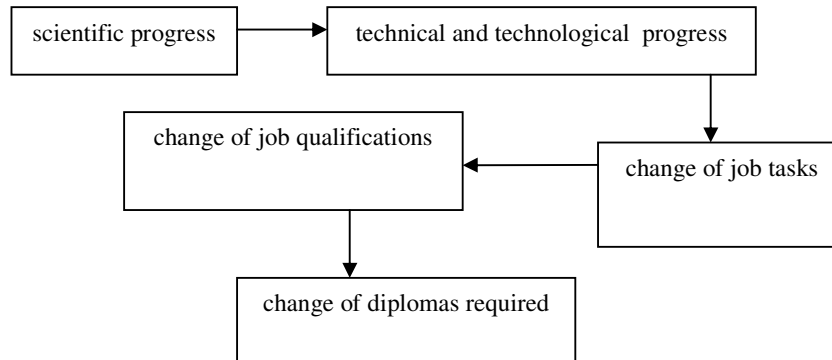 scientific progress
technical and technological progress
change of job tasks
change of job qualifications
change of diplomas required